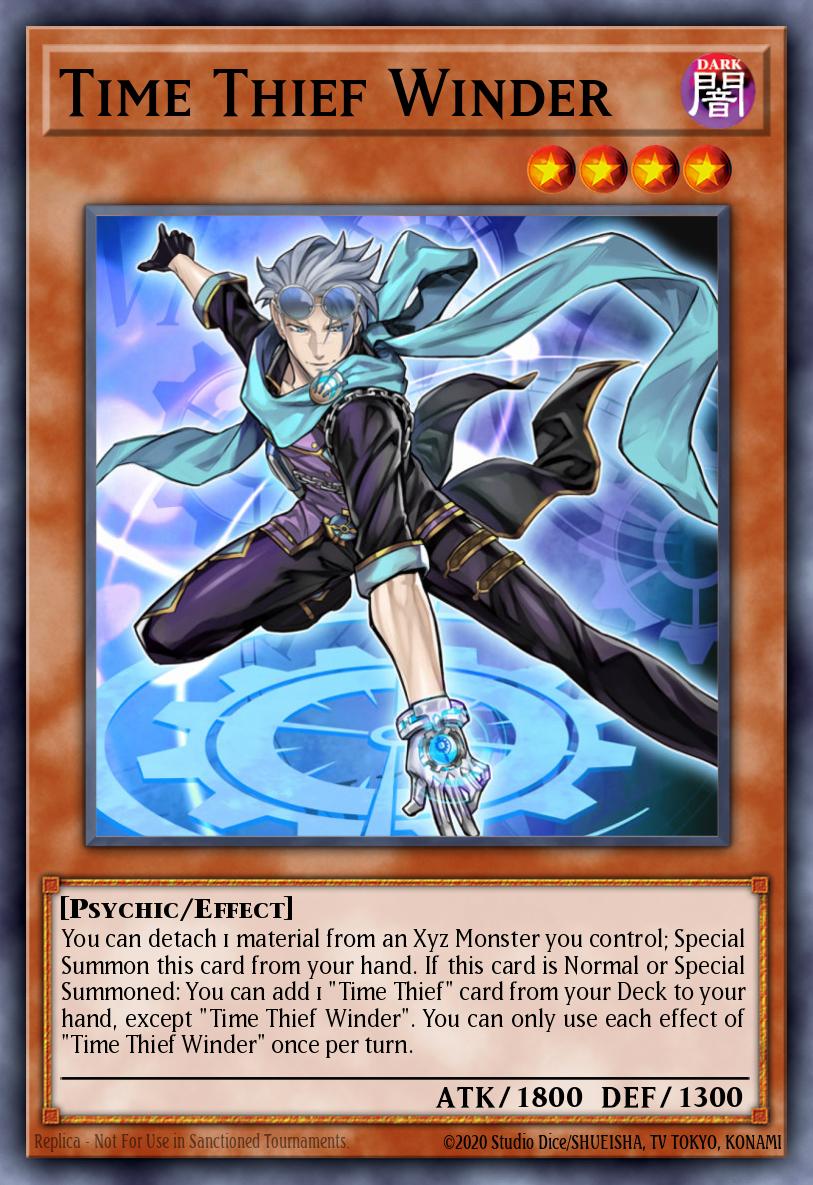 Time Thief Winder
DARK
闇
[Psychic/Effect]
You can detach 1 material from an Xyz Monster you control; Special
Summon this card from your hand. If this card is Normal or Special
Summoned: You can add 1 "Time Thief" card from your Deck to your
hand, except "Time Thief Winder". You can only use each effect of
"Time Thief Winder" once per turn.
ATK/1800 DEF/1300
Replica - Not For Use in Sanctioned Tournaments.
©2020 Studio Dice/SHUEISHA, TV TOKYO, KONAMI